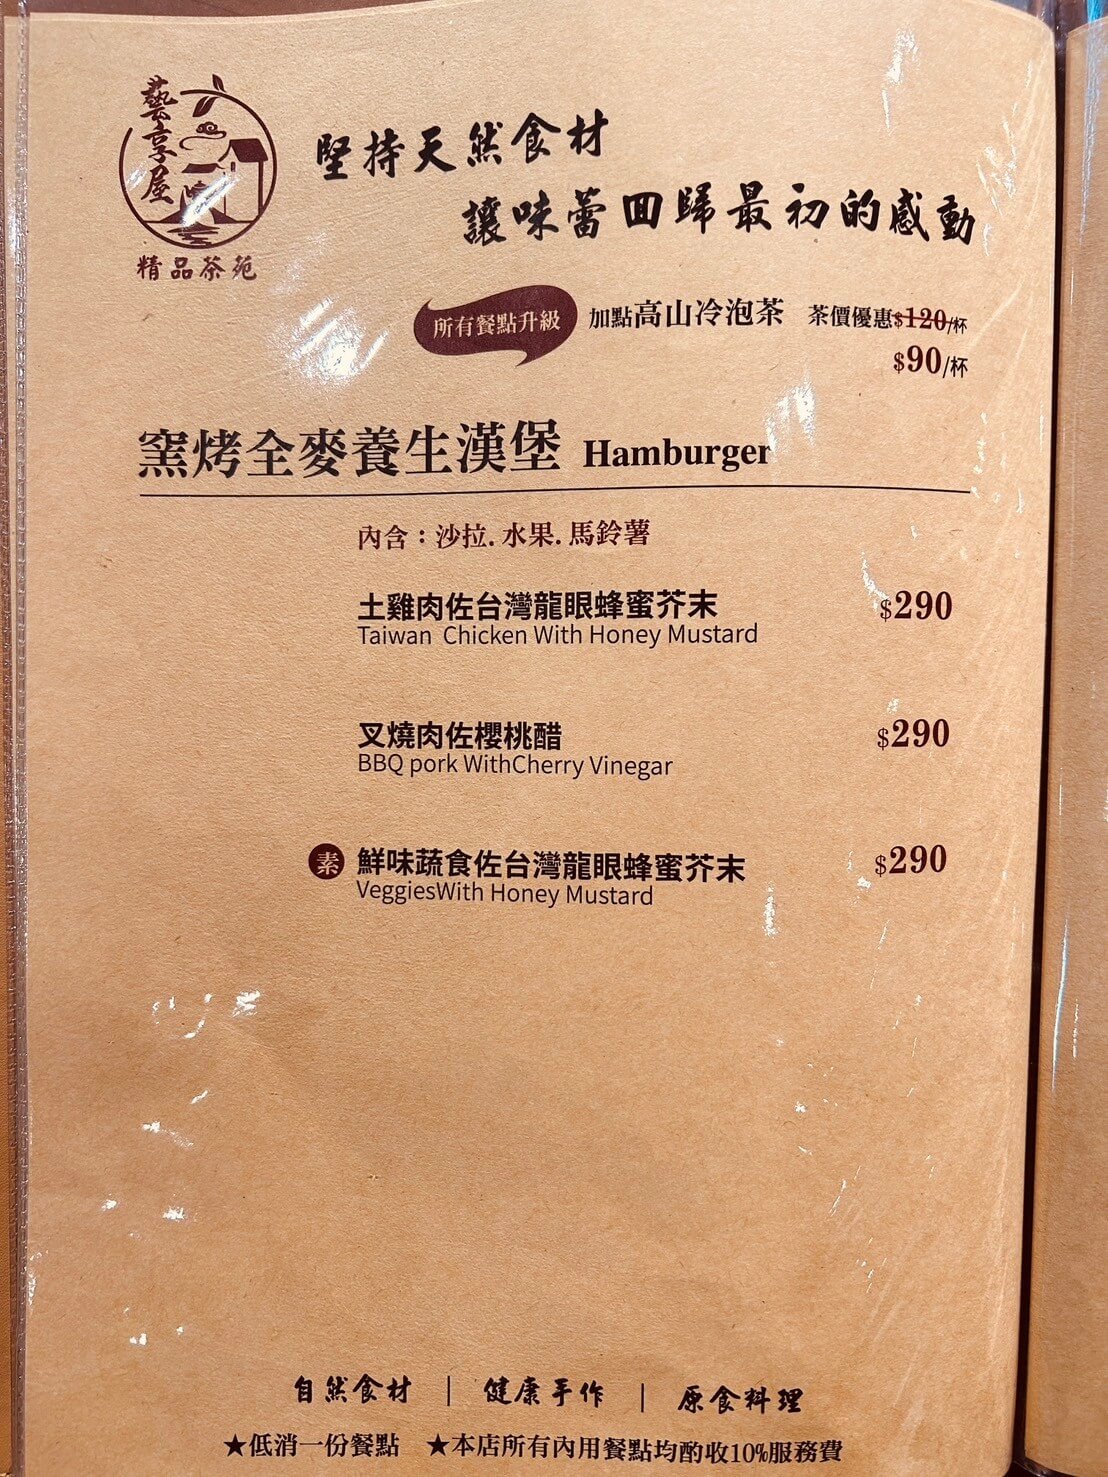 藝享屋
精品茶苑
堅持天然食材
讓味蕾回歸最初的感動
所有餐點升級 加點高山冷泡茶 茶價優惠$120/杯
$90/杯
窯烤全麥養生漢堡 Hamburger
內含：沙拉. 水果. 馬鈴薯
土雞肉佐台灣龍眼蜂蜜芥末 $290
Taiwan Chicken With Honey Mustard
叉燒肉佐櫻桃醋 $290
BBQ pork WithCherry Vinegar
素 鮮味蔬食佐台灣龍眼蜂蜜芥末 $290
VeggiesWith Honey Mustard
自然食材 | 健康手作 | 原食料理
★低消一份餐點 ★本店所有內用餐點均酌收10%服務費